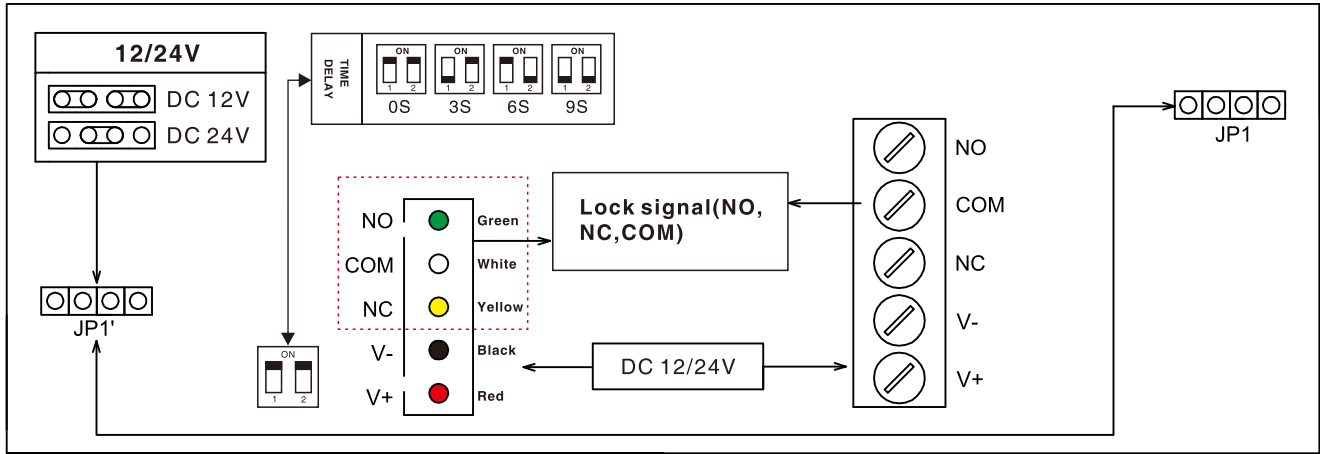 12/24V
DC 12V
DC 24V
TIME
DELAY
ON
1 2
0S
ON
1 2
3S
ON
1 2
6S
ON
1 2
9S
JP1
NO
COM
NC
V-
V+
NO Green
COM White
NC Yellow
V- Black
V+ Red
Lock signal(NO,
NC,COM)
DC 12/24V
JP1'
ON
1 2